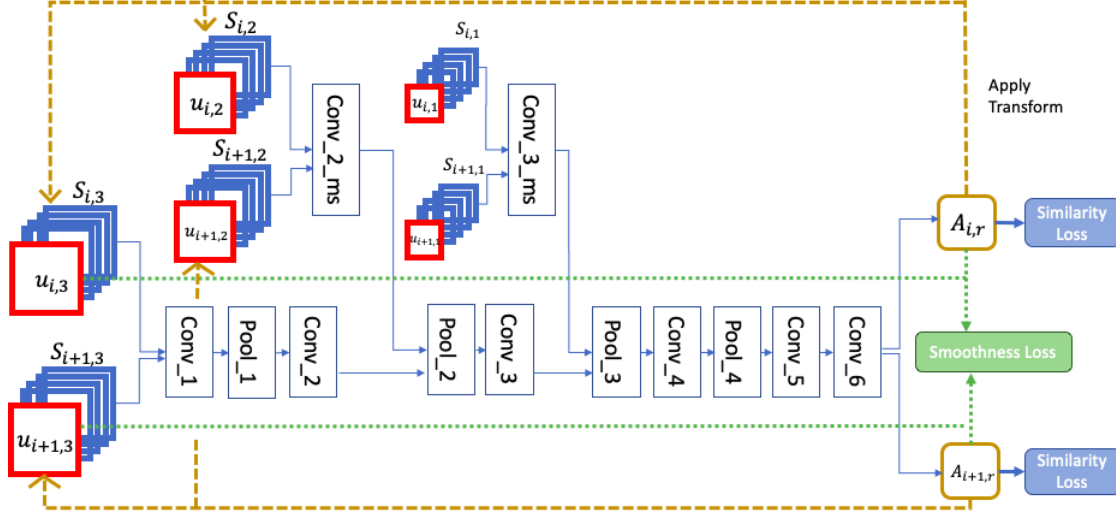 S_{i,2}
u_{i,2}
S_{i+1,2}
u_{i+1,2}
Conv_2_ms
S_{i,1}
u_{i,1}
S_{i+1,1}
u_{i+1,1}
Conv_3_ms
Apply
Transform
S_{i,3}
u_{i,3}
A_{i,r}
Similarity
Loss
Conv_1
Pool_1
Conv_2
Pool_2
Conv_3
Pool_3
Conv_4
Pool_4
Conv_5
Conv_6
Smoothness Loss
S_{i+1,3}
u_{i+1,3}
A_{i+1,r}
Similarity
Loss